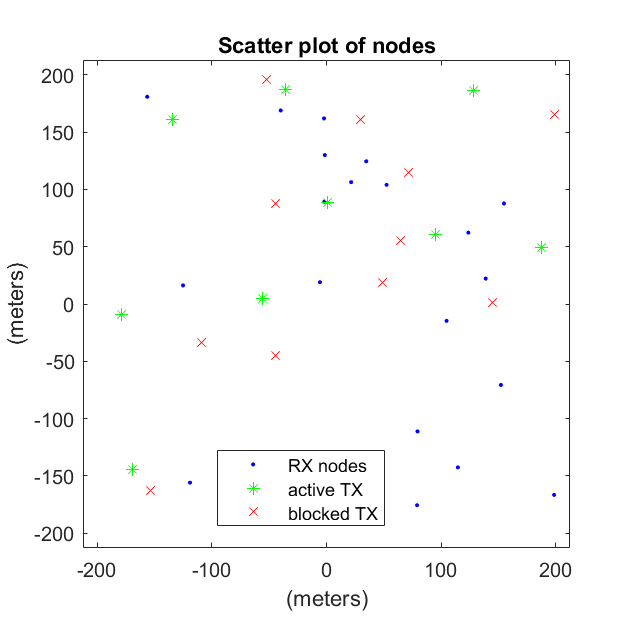 Scatter plot of nodes
200
150
100
50
0
-50
-100
-150
-200
(meters)
RX nodes
active TX
blocked TX
-200 -100 0 100 200
(meters)